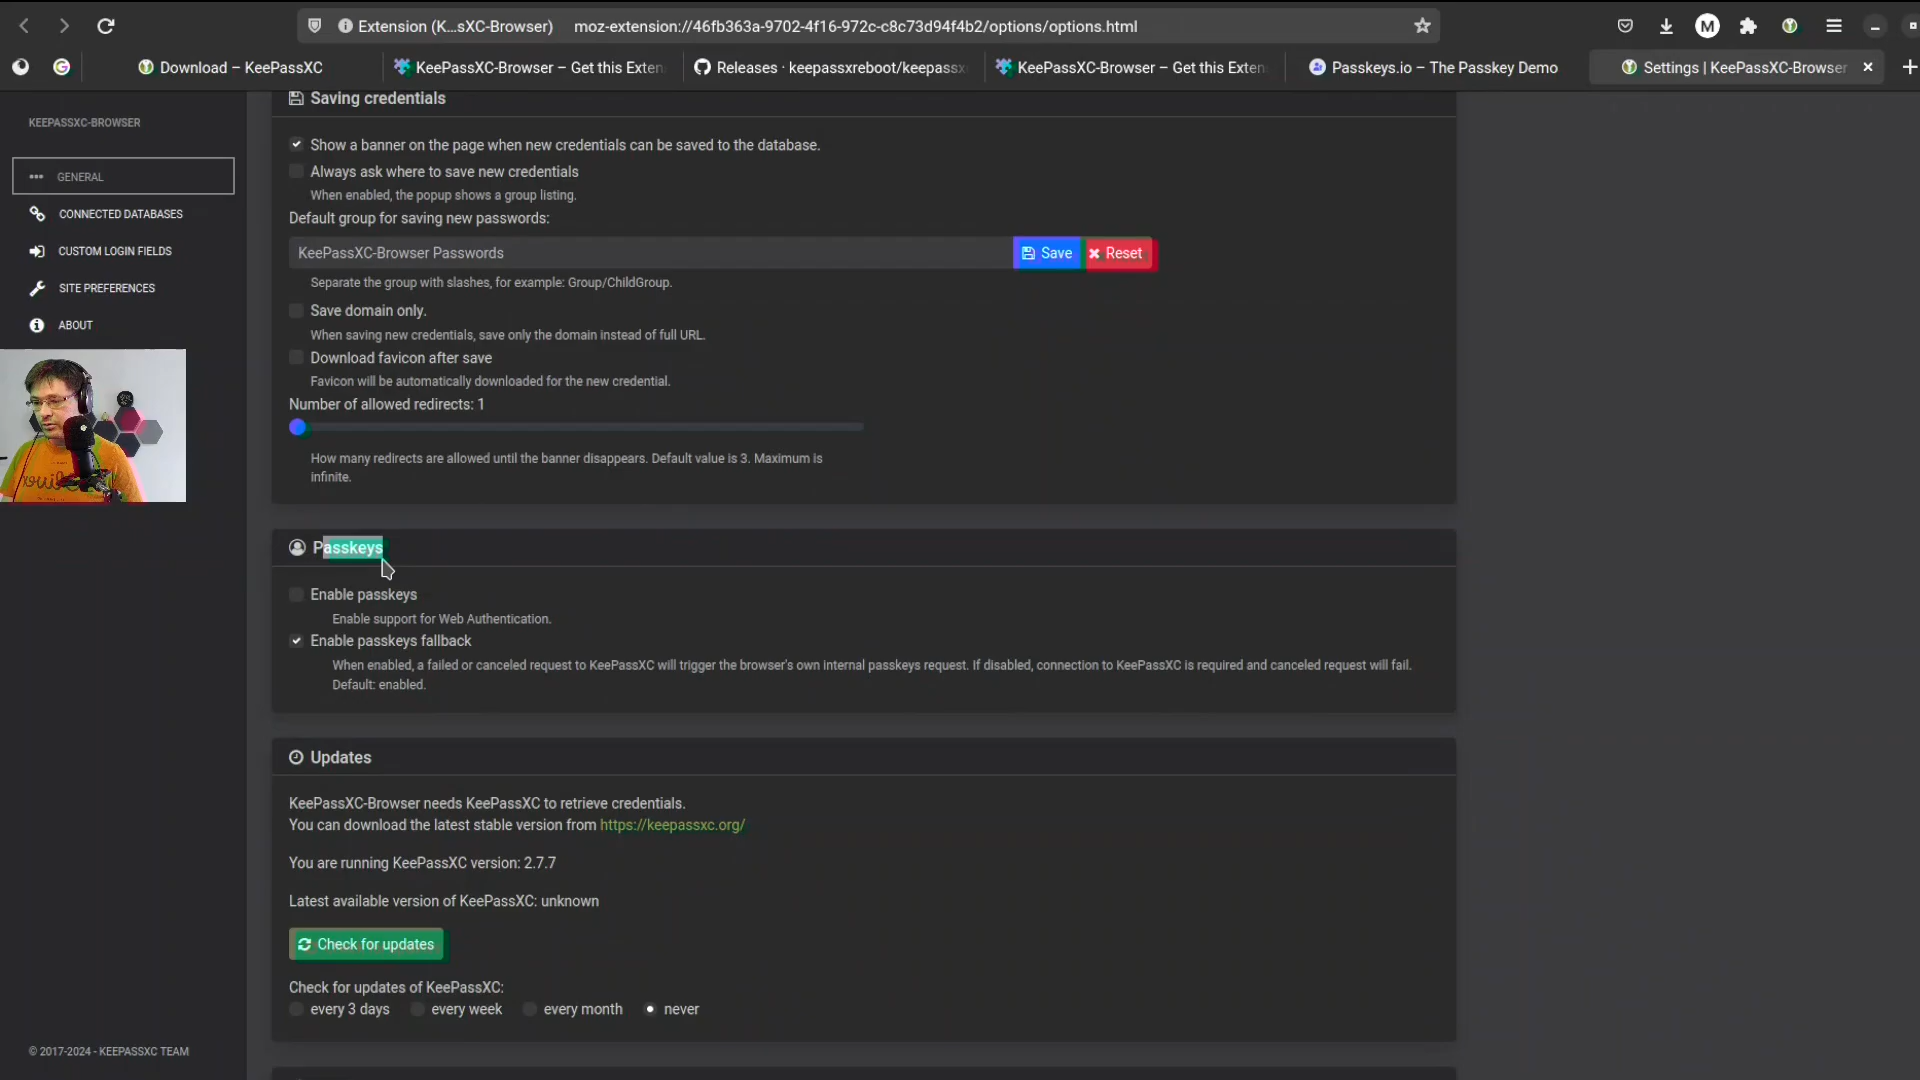 Extension (K...sXC-Browser) moz-extension://46fb363a-9702-4f16-972c-c8c73d94f4b2/options/options.html
M
Download – KeePassXC
KeePassXC-Browser – Get this Exten
Releases · keepassxreboot/keepassx
KeePassXC-Browser – Get this Exten
Passkeys.io – The Passkey Demo
Settings | KeePassXC-Browser
KEEPASSXC-BROWSER
GENERAL
CONNECTED DATABASES
CUSTOM LOGIN FIELDS
SITE PREFERENCES
ABOUT
© 2017-2024 - KEEPASSXC TEAM
Saving credentials
Show a banner on the page when new credentials can be saved to the database.
Always ask where to save new credentials
When enabled, the popup shows a group listing.
Default group for saving new passwords:
KeePassXC-Browser Passwords
Save
Reset
Separate the group with slashes, for example: Group/ChildGroup.
Save domain only.
When saving new credentials, save only the domain instead of full URL.
Download favicon after save
Favicon will be automatically downloaded for the new credential.
Number of allowed redirects: 1
How many redirects are allowed until the banner disappears. Default value is 3. Maximum is
infinite.
Passkeys
Enable passkeys
Enable support for Web Authentication.
Enable passkeys fallback
When enabled, a failed or canceled request to KeePassXC will trigger the browser's own internal passkeys request. If disabled, connection to KeePassXC is required and canceled request will fail.
Default: enabled.
Updates
KeePassXC-Browser needs KeePassXC to retrieve credentials.
You can download the latest stable version from https://keepassxc.org/
You are running KeePassXC version: 2.7.7
Latest available version of KeePassXC: unknown
Check for updates
Check for updates of KeePassXC:
every 3 days
every week
every month
never